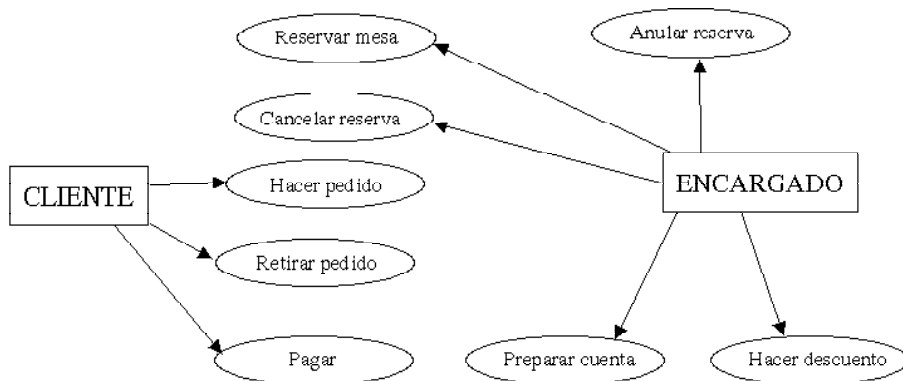 Reservar mesa
Anular reserva
Cancelar reserva
CLIENTE
Hacer pedido
ENCARGADO
Retirar pedido
Pagar
Preparar cuenta
Hacer descuento